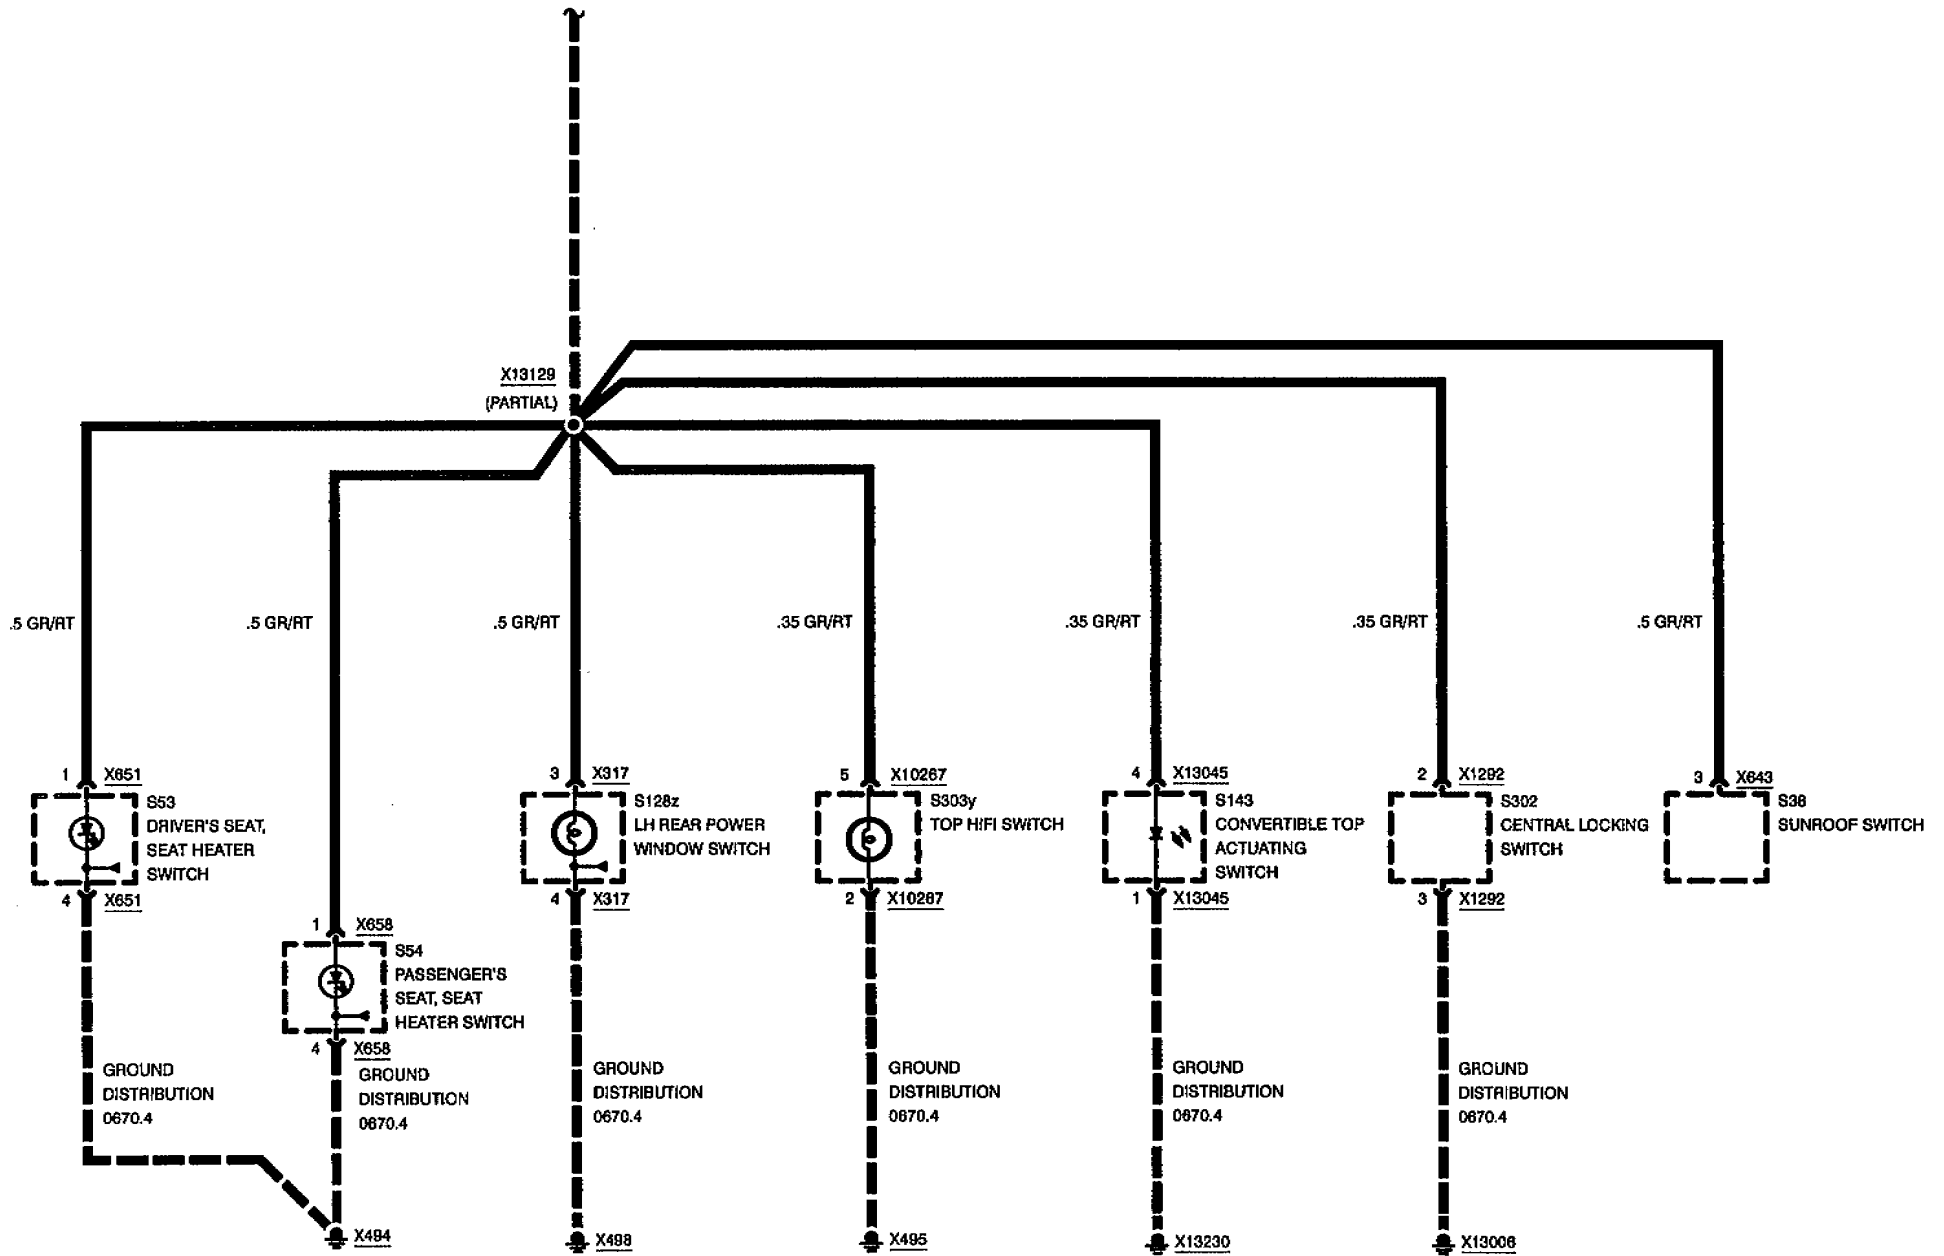 X13129
(PARTIAL)
.5 GR/RT
.5 GR/RT
.5 GR/RT
.35 GR/RT
.35 GR/RT
.35 GR/RT
.5 GR/RT
1 X651
S53
DRIVER'S SEAT,
SEAT HEATER
SWITCH
4 X651
1 X658
S54
PASSENGER'S
SEAT, SEAT
HEATER SWITCH
4 X658
3 X317
S128z
LH REAR POWER
WINDOW SWITCH
4 X317
5 X10267
S303y
TOP HIFI SWITCH
2 X10267
4 X13045
S143
CONVERTIBLE TOP
ACTUATING
SWITCH
1 X13045
2 X1292
S302
CENTRAL LOCKING
SWITCH
3 X1292
3 X643
S38
SUNROOF SWITCH
GROUND
DISTRIBUTION
0670.4
GROUND
DISTRIBUTION
0670.4
GROUND
DISTRIBUTION
0670.4
GROUND
DISTRIBUTION
0670.4
GROUND
DISTRIBUTION
0670.4
GROUND
DISTRIBUTION
0670.4
X494
X498
X495
X13230
X13006